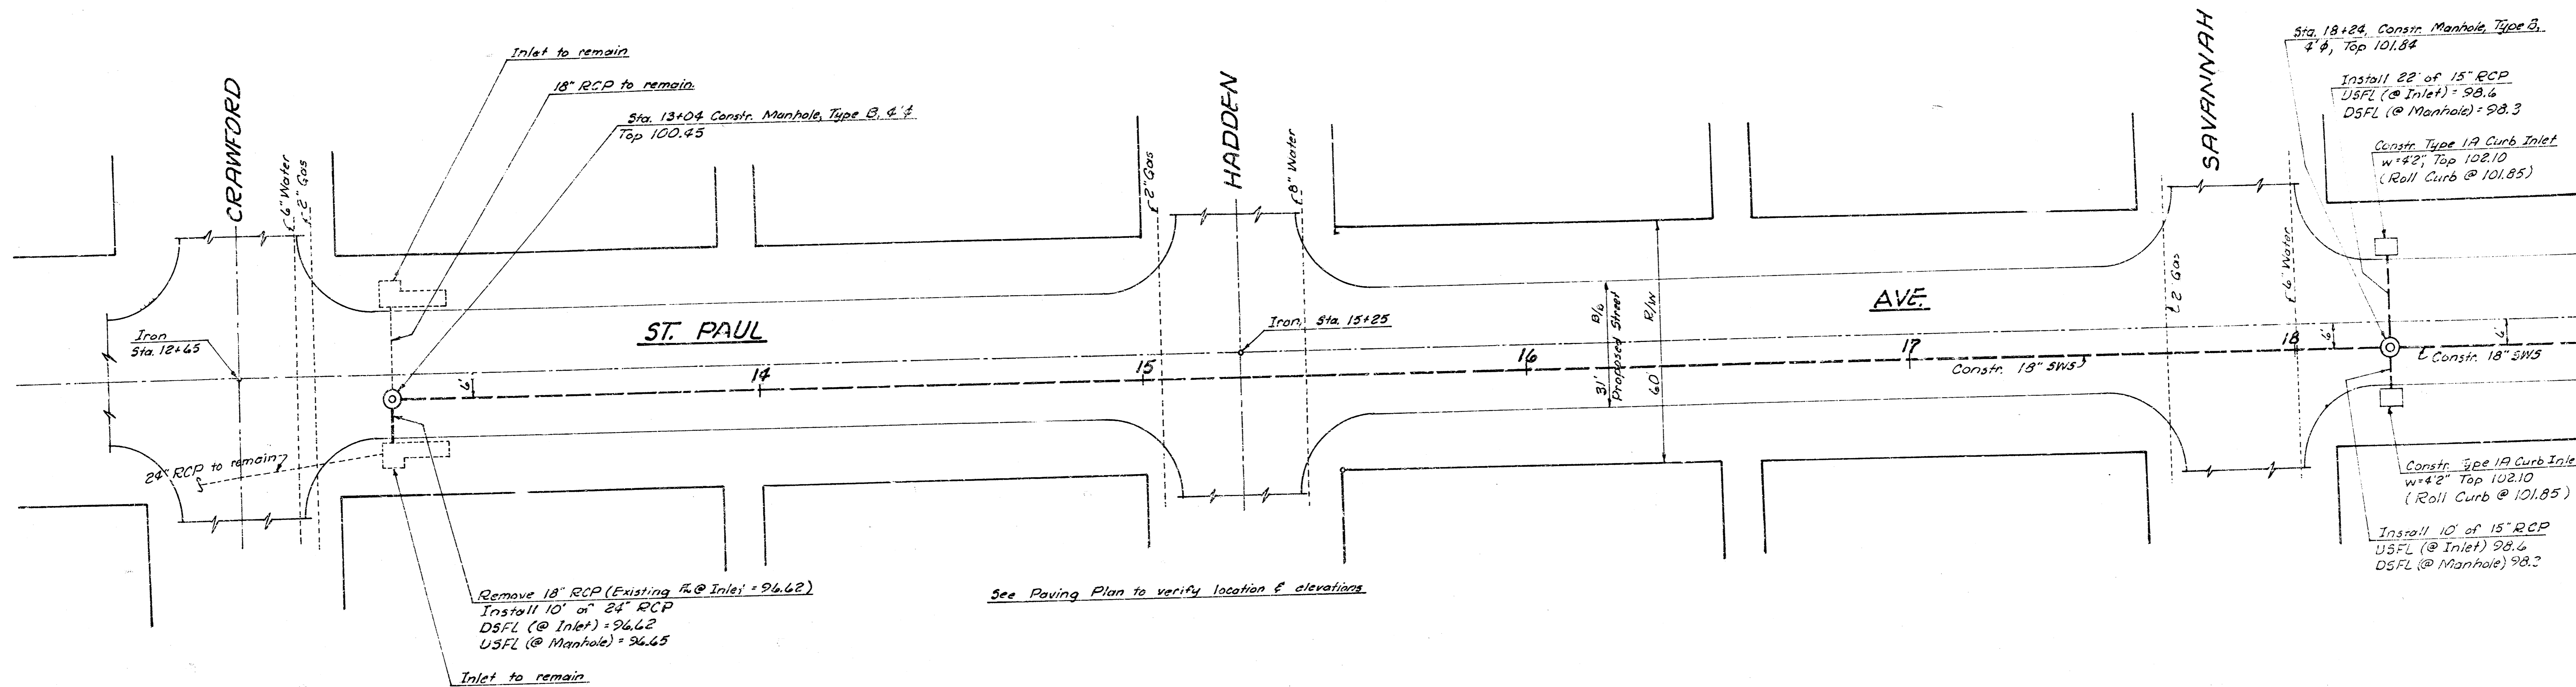 Inlet to remain
18" RCP to remain.
Sta. 13+04 Constr. Manhole, Type B, 4'ϕ
Top 100.45
CRAWFORD
℄ 6" Water
℄ 2" Gas
Iron
Sta. 12+65
ST. PAUL
6'
14
15
24" RCP to remain
Remove 18" RCP (Existing FL @ Inlet = 96.62)
Install 10' of 24" RCP
DSFL (@ Inlet) = 96.62
USFL (@ Manhole) = 96.65
Inlet to remain
℄ 2" Gas
HADDEN
℄ 8" Water
Iron, Sta. 15+25
16
31' B/B
Proposed Street
60' R/W
See Paving Plan to verify location & elevations
AVE.
17
Constr. 18" SWS
SAVANNAH
℄ 2" Gas
℄ 6" Water
18
6'
6'
Constr. 18" SWS
Sta. 18+24, Constr. Manhole, Type B,
4'ϕ, Top 101.84
Install 22' of 15" RCP
USFL (@ Inlet) = 98.6
DSFL (@ Manhole) = 98.3
Constr. Type 1A Curb Inlet
w=4'2", Top 102.10
(Roll Curb @ 101.85)
Constr. Type 1A Curb Inle
w=4'2" Top 102.10
(Roll Curb @ 101.85)
Install 10' of 15" RCP
USFL (@ Inlet) 98.6
DSFL (@ Manhole) 98.3